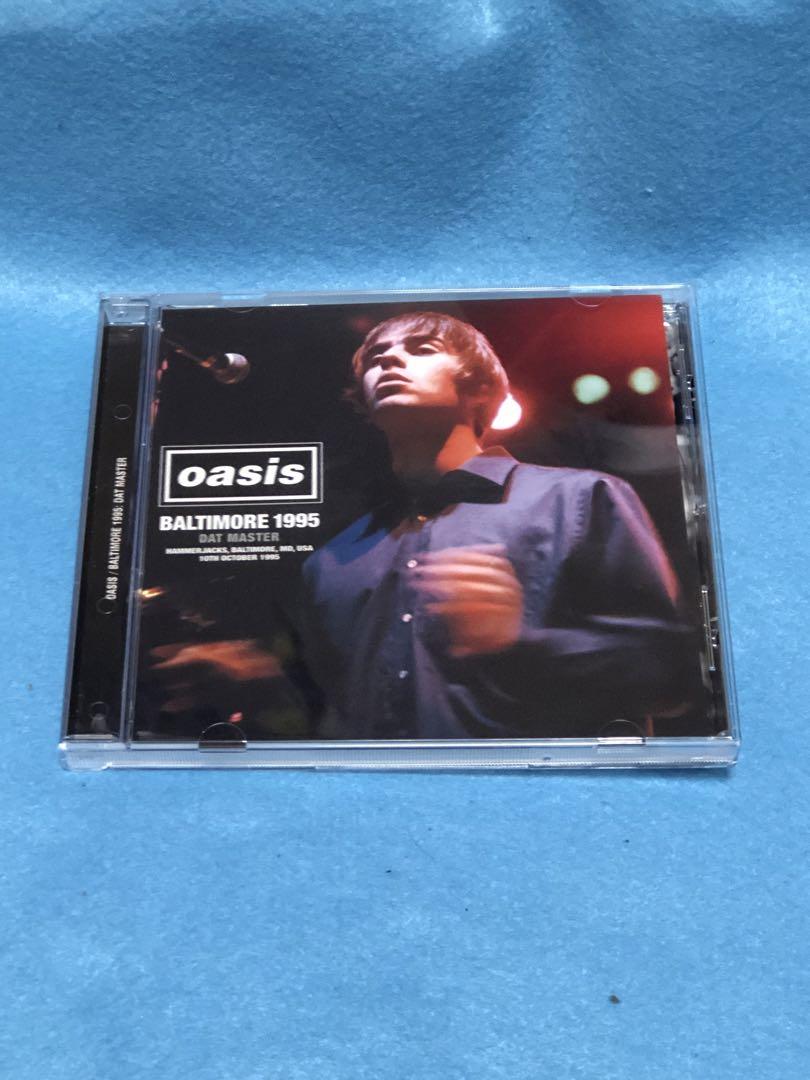 oasis
BALTIMORE 1995
DAT MASTER
HAMMERJACKS, BALTIMORE, MD, USA
10TH OCTOBER 1995
OASIS / BALTIMORE 1995: DAT MASTER